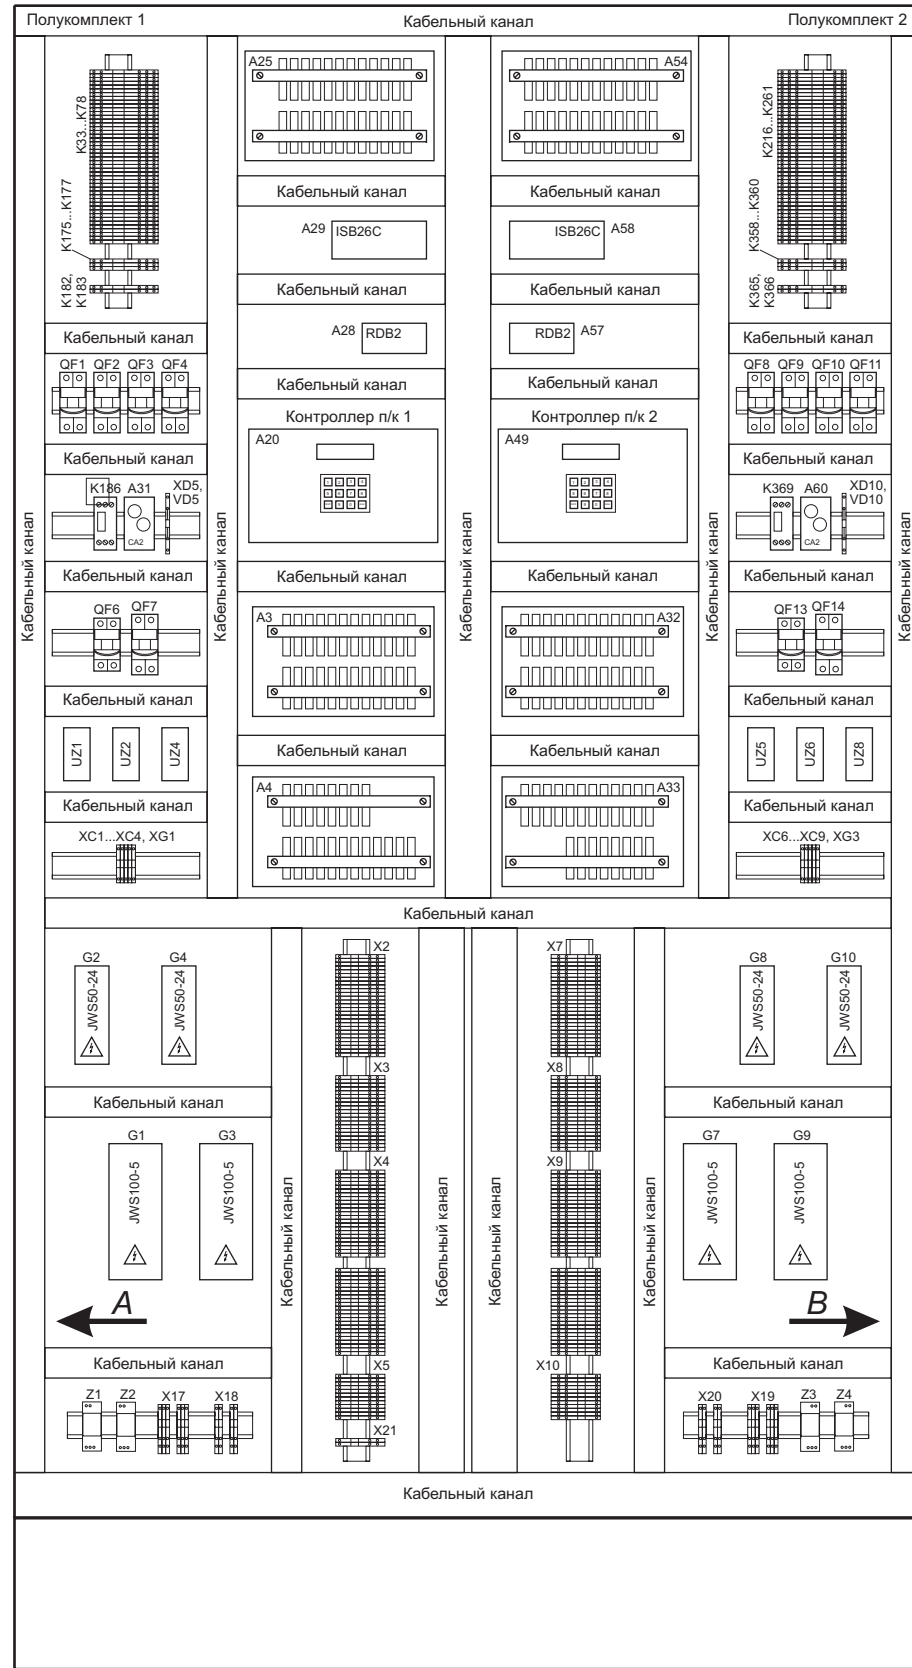 Полукомплект 1
Кабельный канал
Полукомплект 2
A25
A54
K33...K78
K216...K261
K175...K177
K358...K360
K182,
K183
K365,
K366
Кабельный канал
Кабельный канал
A29
ISB26C
ISB26C
A58
Кабельный канал
Кабельный канал
A28
RDB2
RDB2
A57
Кабельный канал
Кабельный канал
Кабельный канал
Кабельный канал
QF1
QF2
QF3
QF4
QF8
QF9
QF10
QF11
Контроллер п/к 1
Контроллер п/к 2
A20
A49
Кабельный канал
Кабельный канал
K186
A31
XD5,
VD5
CA2
K369
A60
XD10,
VD10
CA2
Кабельный канал
Кабельный канал
Кабельный канал
Кабельный канал
Кабельный канал
Кабельный канал
Кабельный канал
Кабельный канал
Кабельный канал
QF6
QF7
A3
A32
QF13
QF14
Кабельный канал
Кабельный канал
UZ1
UZ2
UZ4
Кабельный канал
Кабельный канал
UZ5
UZ6
UZ8
A4
A33
Кабельный канал
Кабельный канал
XC1...XC4, XG1
XC6...XC9, XG3
Кабельный канал
G2
G4
X2
X7
G8
G10
JWS50-24
JWS50-24
JWS50-24
JWS50-24
X3
X8
Кабельный канал
Кабельный канал
G1
G3
X4
X9
G7
G9
JWS100-5
JWS100-5
JWS100-5
JWS100-5
Кабельный канал
Кабельный канал
Кабельный канал
Кабельный канал
A
B
Кабельный канал
X5
X10
Кабельный канал
Z1
Z2
X17
X18
X21
X20
X19
Z3
Z4
Кабельный канал